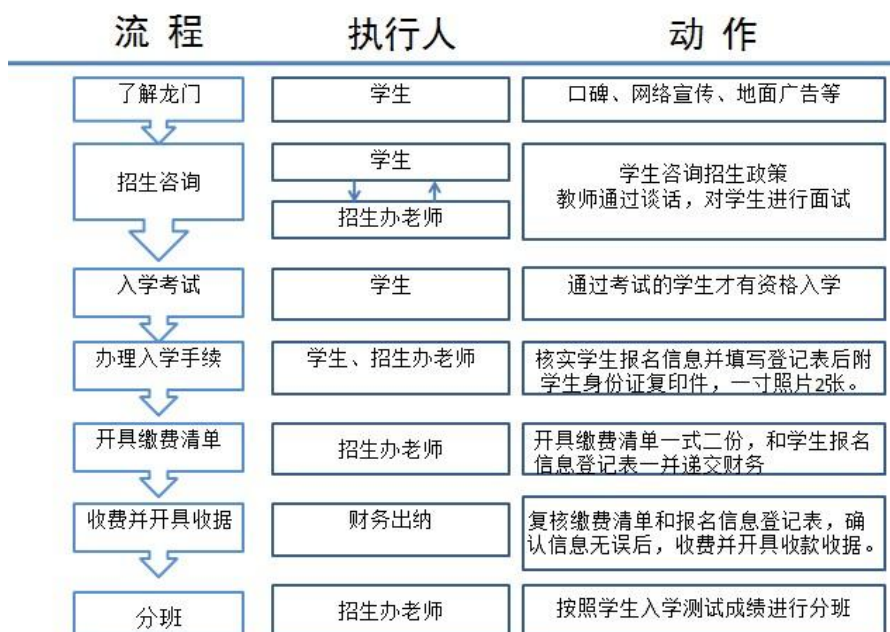 流 程 执行人 动 作
了解龙门 学生 口碑、网络宣传、地面广告等
招生咨询
学生
招生办老师
学生咨询招生政策
教师通过谈话，对学生进行面试
入学考试 学生 通过考试的学生才有资格入学
办理入学手续 学生、招生办老师
核实学生报名信息并填写登记表后附
学生身份证复印件，一寸照片2张。
开具缴费清单 招生办老师
开具缴费清单一式二份，和学生报名
信息登记表一并递交财务
收费并开具收据 财务出纳
复核缴费清单和报名信息登记表，确
认信息无误后，收费并开具收款收据。
分班 招生办老师 按照学生入学测试成绩进行分班